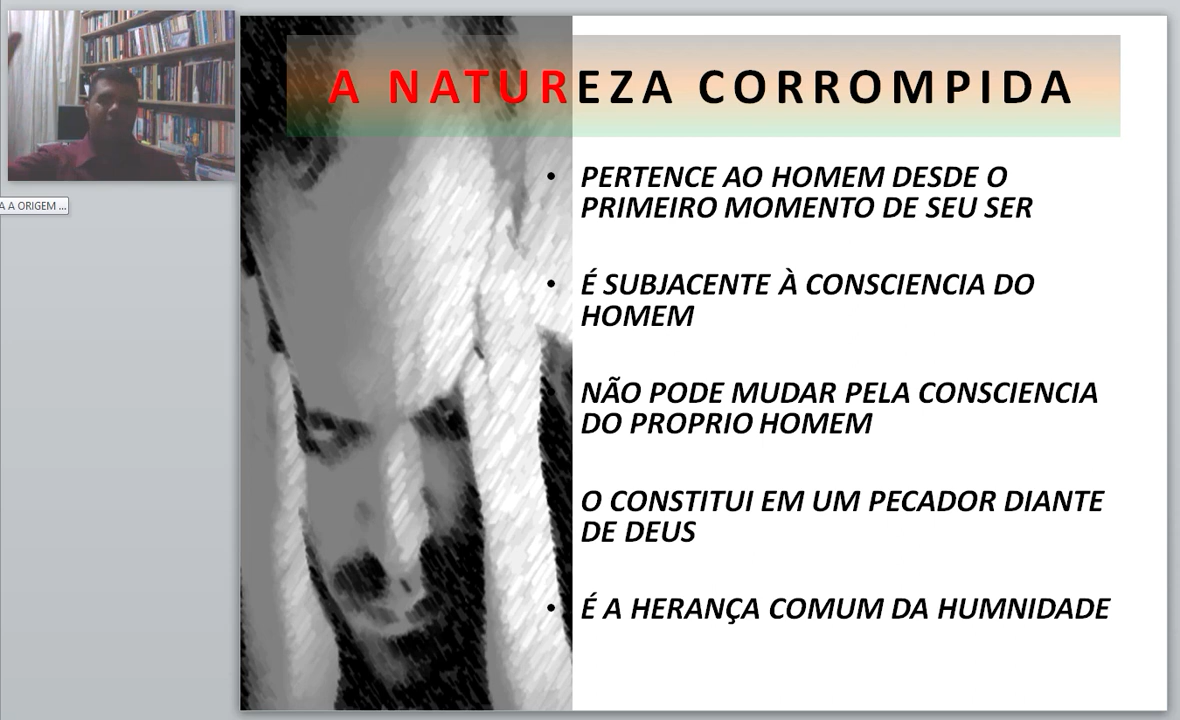 A NATUREZA CORROMPIDA
A A ORIGEM ...
• PERTENCE AO HOMEM DESDE O
PRIMEIRO MOMENTO DE SEU SER
• É SUBJACENTE À CONSCIENCIA DO
HOMEM
NÃO PODE MUDAR PELA CONSCIENCIA
DO PROPRIO HOMEM
O CONSTITUI EM UM PECADOR DIANTE
DE DEUS
• É A HERANÇA COMUM DA HUMNIDADE